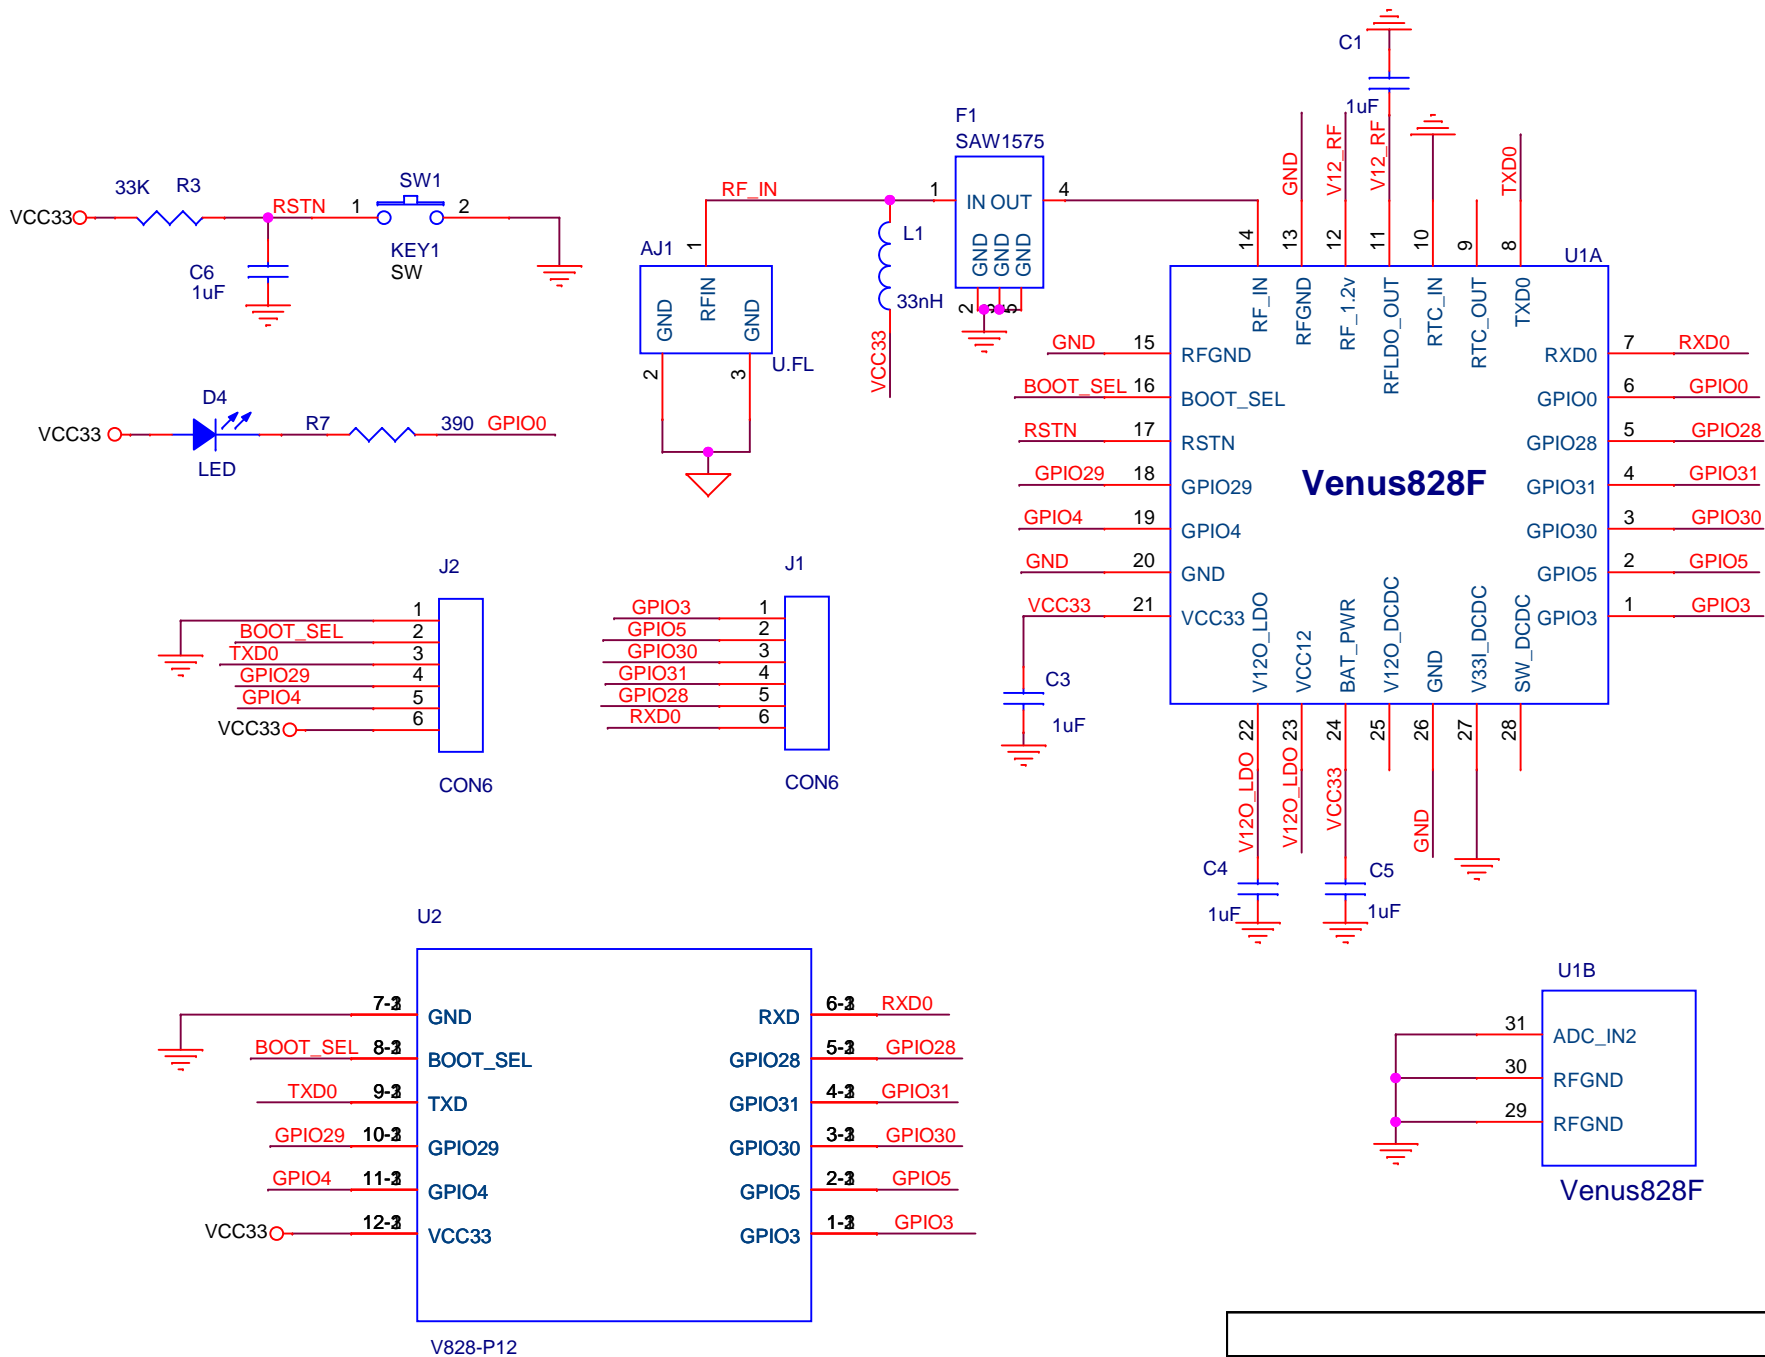 C1
1uF
GND
V12_RF
V12_RF
TXD0
14
13
12
11
10
9
8
U1A
RF_IN
RFGND
RF_1.2v
RFLDO_OUT
RTC_IN
RTC_OUT
TXD0
33K R3
VCC33
RSTN
1
SW1
2
KEY1
SW
C6
1uF
RF_IN
F1
SAW1575
1
IN OUT
4
GND
GND
GND
2
5
L1
33nH
VCC33
AJ1
1
GND
RFIN
GND
U.FL
2
3
D4
VCC33
LED
R7
390
GPIO0
GND 15 RFGND
BOOT_SEL 16 BOOT_SEL
RSTN 17 RSTN
GPIO29 18 GPIO29
GPIO4 19 GPIO4
GND 20 GND
VCC33 21 VCC33
Venus828F
RXD0 7 RXD0
GPIO0 6 GPIO0
GPIO28 5 GPIO28
GPIO31 4 GPIO31
GPIO30 3 GPIO30
GPIO5 2 GPIO5
GPIO3 1 GPIO3
V12O_LDO
VCC12
BAT_PWR
V12O_DCDC
GND
V33I_DCDC
SW_DCDC
22
23
24
25
26
27
28
V12O_LDO
V12O_LDO
VCC33
GND
C3
1uF
C4
1uF
C5
1uF
J2
1
BOOT_SEL 2
TXD0 3
GPIO29 4
GPIO4 5
VCC33 6
CON6
J1
GPIO3 1
GPIO5 2
GPIO30 3
GPIO31 4
GPIO28 5
RXD0 6
CON6
U2
GND
BOOT_SEL BOOT_SEL
TXD0 TXD
GPIO29 GPIO29
GPIO4 GPIO4
VCC33 VCC33
RXD RXD0
GPIO28 GPIO28
GPIO31 GPIO31
GPIO30 GPIO30
GPIO5 GPIO5
GPIO3 GPIO3
V828-P12
U1B
31 ADC_IN2
30 RFGND
29 RFGND
Venus828F